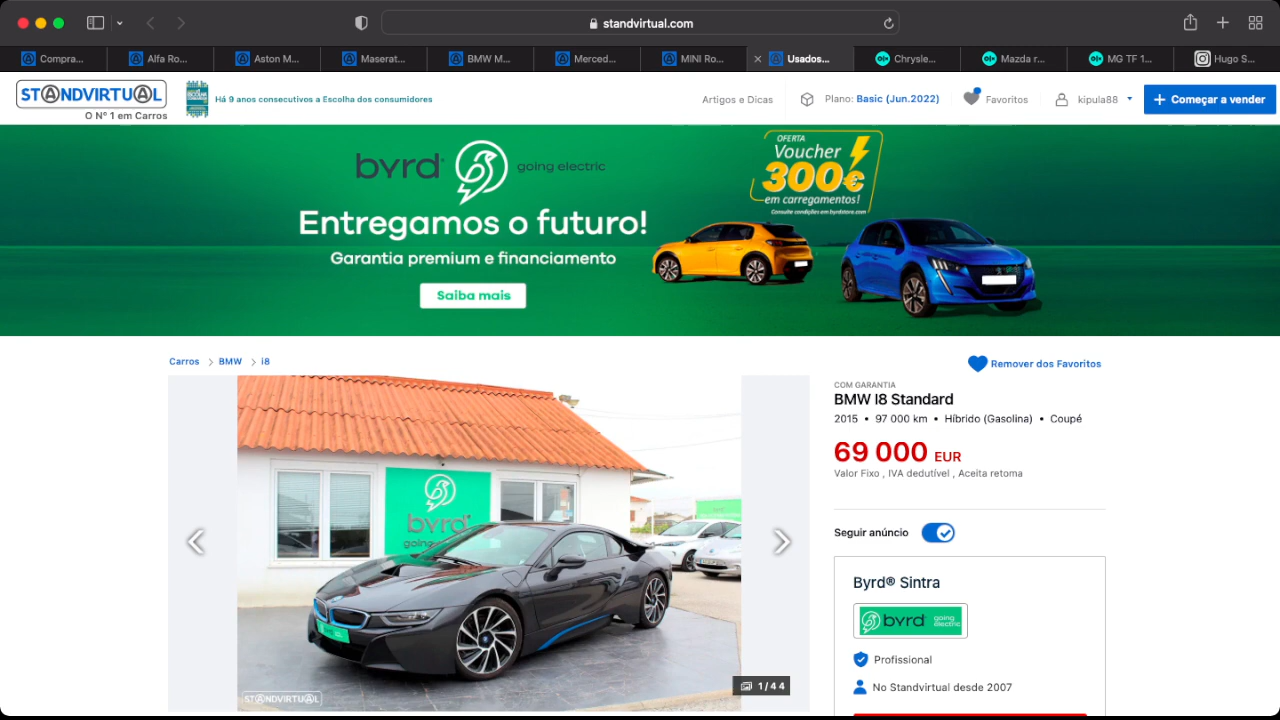 standvirtual.com
Compra...
Alfa Ro...
Aston M...
Maserat...
BMW M...
Merced...
MINI Ro...
Usados...
Chrysle...
Mazda r...
MG TF 1...
Hugo S...
STANDVIRTUAL
O Nº 1 em Carros
Há 9 anos consecutivos a Escolha dos consumidores
Artigos e Dicas
Plano: Basic (Jun.2022)
Favoritos
kipula88
Começar a vender
byrd® going electric
Entregamos o futuro!
Garantia premium e financiamento
Saiba mais
OFERTA
Voucher
300€
em carregamentos!
Consulte condições em byrdstore.com
Carros > BMW > i8
Remover dos Favoritos
byrd
STANDVIRTUAL
1/44
COM GARANTIA
BMW I8 Standard
2015 • 97 000 km • Híbrido (Gasolina) • Coupé
69 000 EUR
Valor Fixo , IVA dedutível , Aceita retoma
Seguir anúncio
Byrd® Sintra
byrd going electric
Profissional
No Standvirtual desde 2007